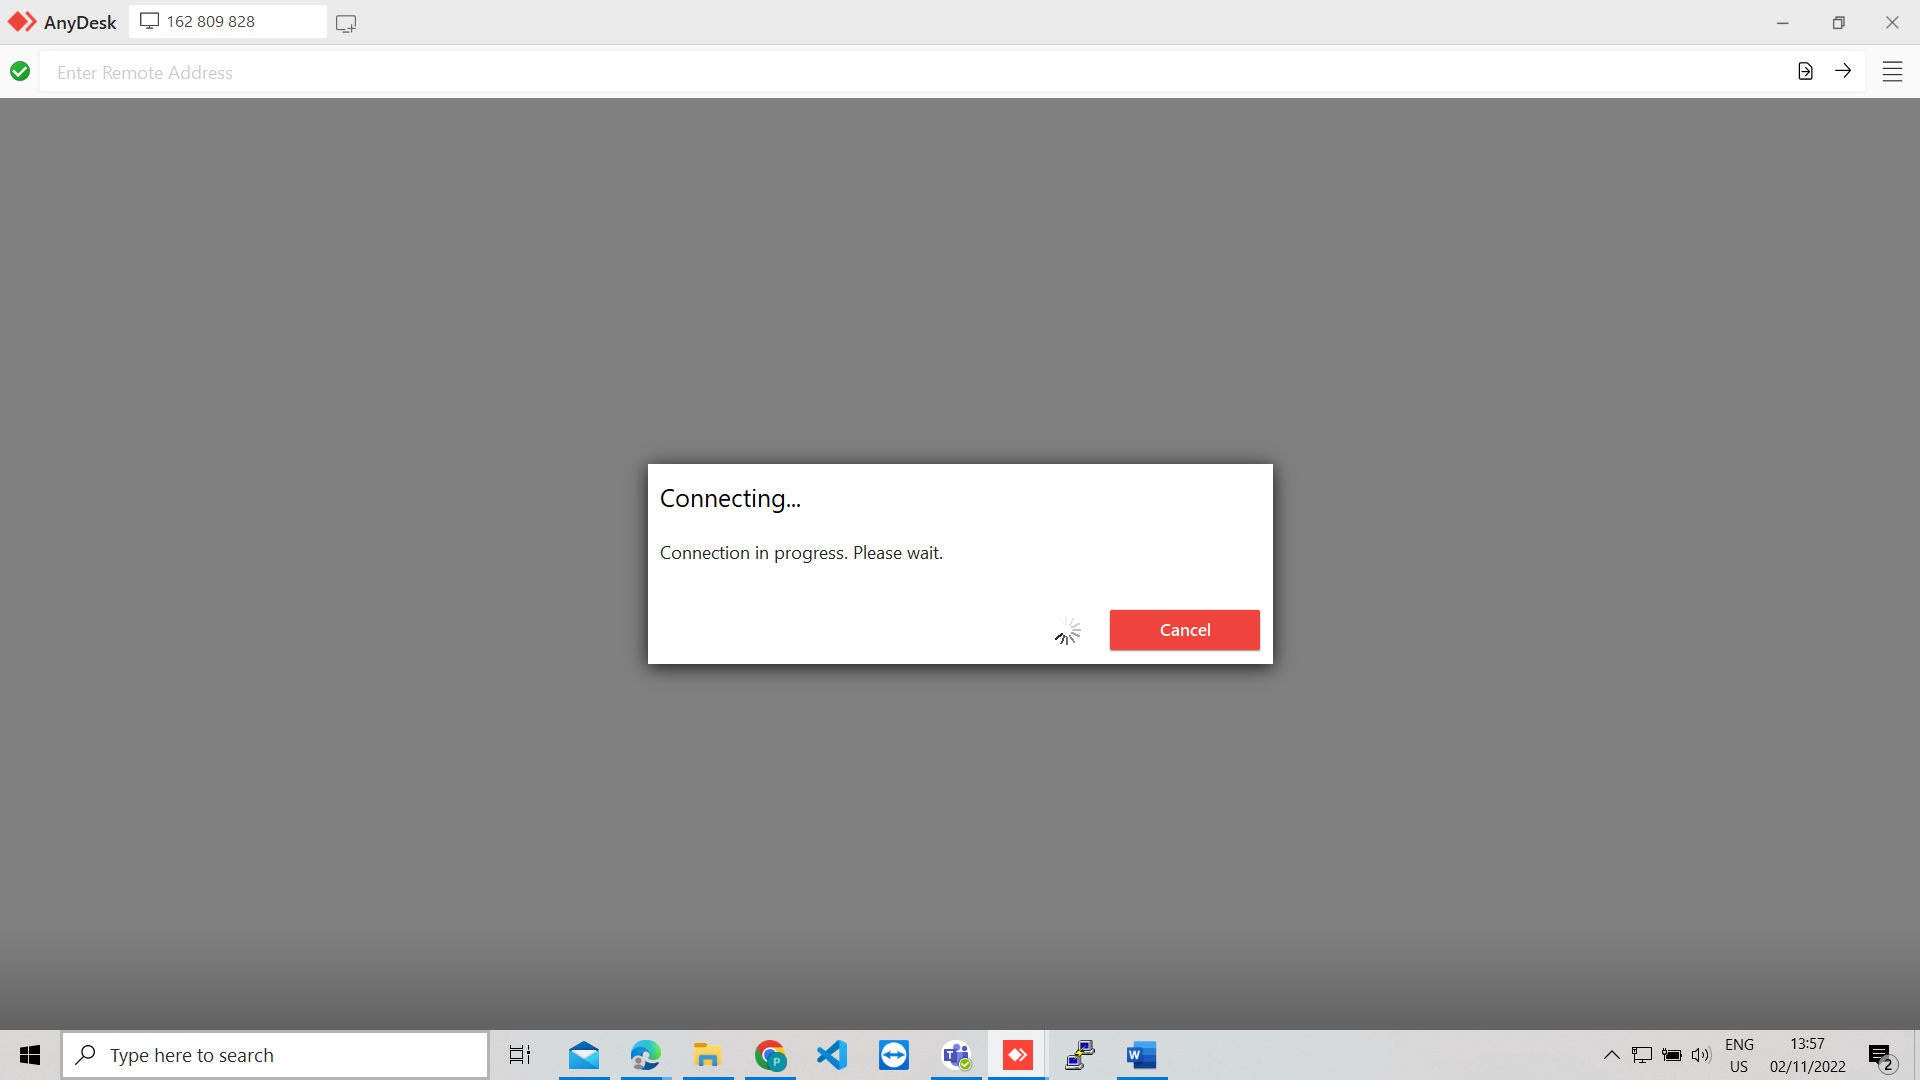 AnyDesk
162 809 828
Enter Remote Address
Connecting...
Connection in progress. Please wait.
Cancel
Type here to search
ENG
US
13:57
02/11/2022
2